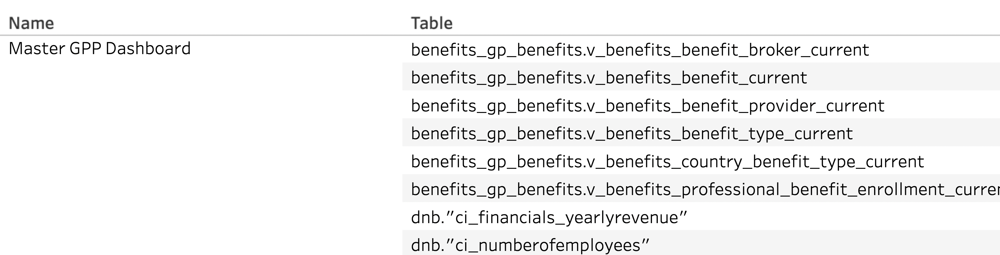 Name Table
Master GPP Dashboard benefits_gp_benefits.v_benefits_benefit_broker_current
benefits_gp_benefits.v_benefits_benefit_current
benefits_gp_benefits.v_benefits_benefit_provider_current
benefits_gp_benefits.v_benefits_benefit_type_current
benefits_gp_benefits.v_benefits_country_benefit_type_current
benefits_gp_benefits.v_benefits_professional_benefit_enrollment_curre
dnb."ci_financials_yearlyrevenue"
dnb."ci_numberofemployees"